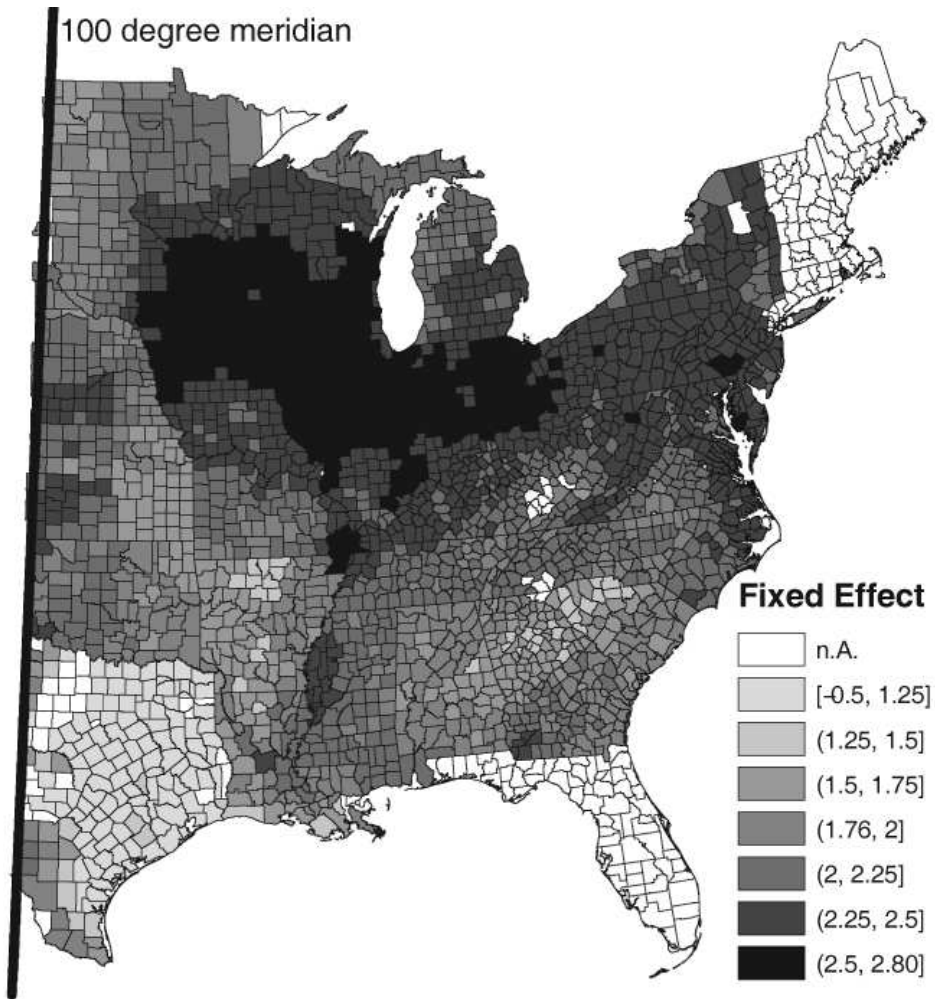 100 degree meridian
Fixed Effect
n.A.
[-0.5, 1.25]
(1.25, 1.5]
(1.5, 1.75]
(1.76, 2]
(2, 2.25]
(2.25, 2.5]
(2.5, 2.80]